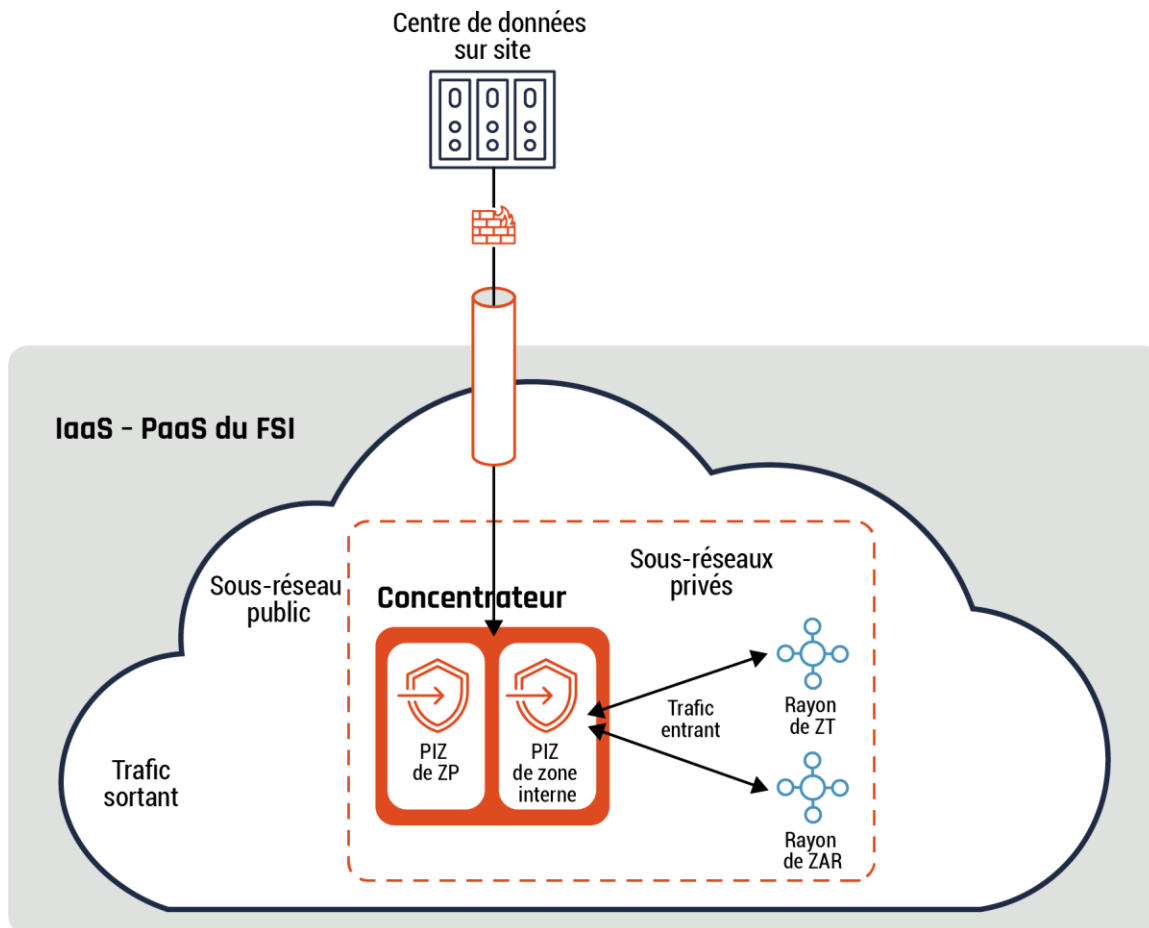 Centre de données
sur site
IaaS – PaaS du FSI
Sous-réseau
public
Sous-réseaux
privés
Concentrateur
PIZ
de ZP
PIZ
de zone
interne
Trafic
entrant
Rayon
de ZT
Rayon
de ZAR
Trafic
sortant